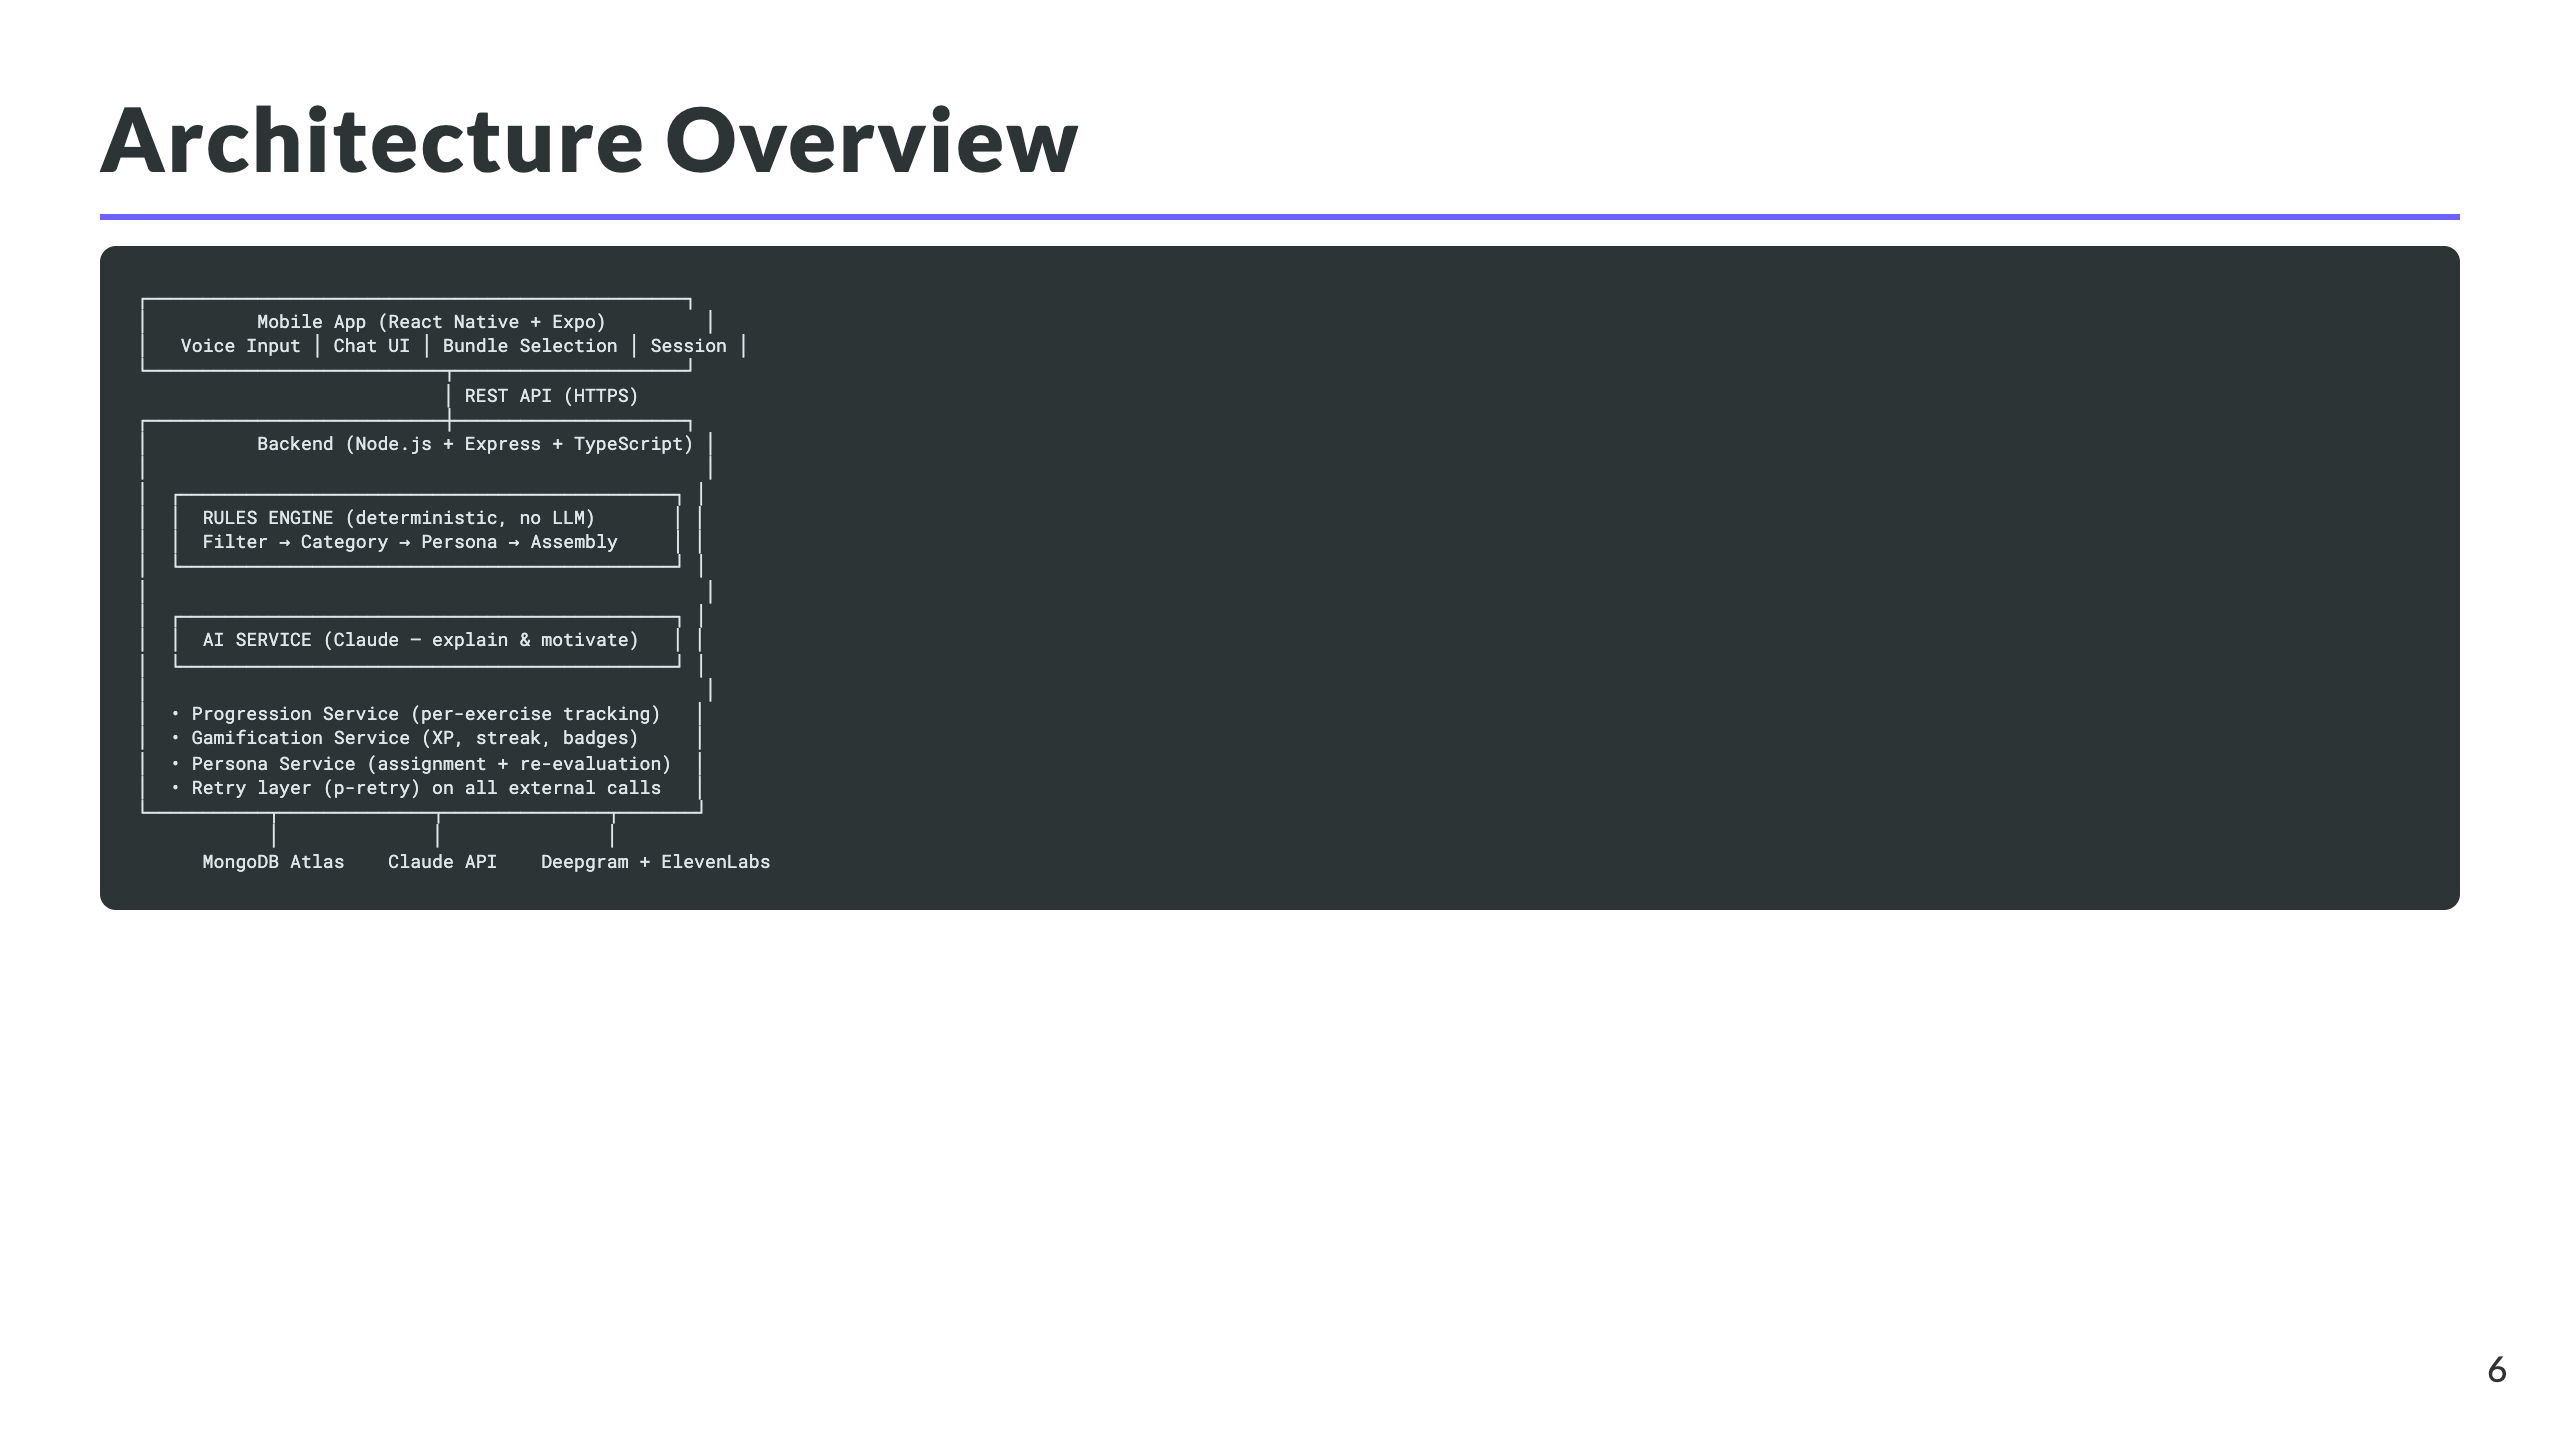 Architecture Overview
Mobile App (React Native + Expo)
Voice Input │ Chat UI │ Bundle Selection │ Session
REST API (HTTPS)
Backend (Node.js + Express + TypeScript)
RULES ENGINE (deterministic, no LLM)
Filter → Category → Persona → Assembly
AI SERVICE (Claude — explain & motivate)
• Progression Service (per-exercise tracking)
• Gamification Service (XP, streak, badges)
• Persona Service (assignment + re-evaluation)
• Retry layer (p-retry) on all external calls
MongoDB Atlas    Claude API    Deepgram + ElevenLabs
6